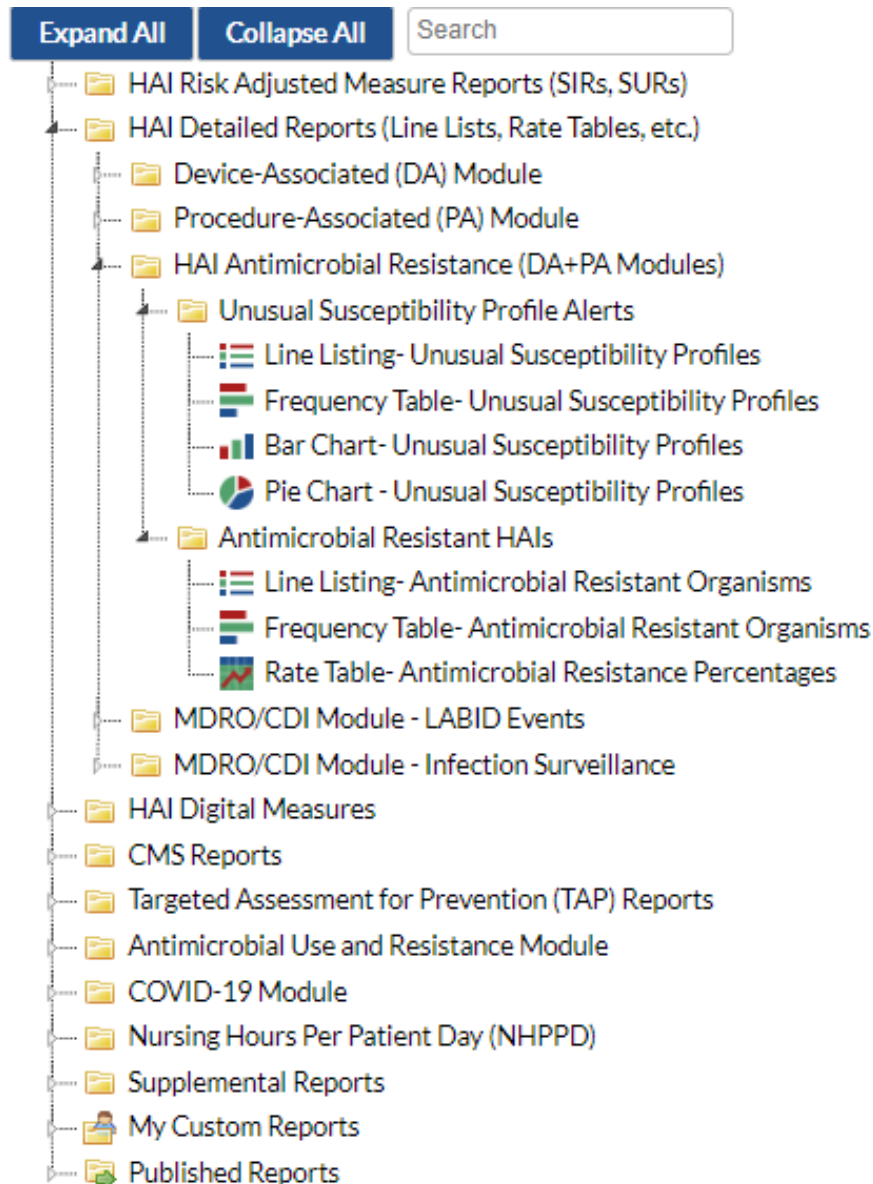 Expand All Collapse All Search
HAI Risk Adjusted Measure Reports (SIRs, SURs)
HAI Detailed Reports (Line Lists, Rate Tables, etc.)
Device-Associated (DA) Module
Procedure-Associated (PA) Module
HAI Antimicrobial Resistance (DA+PA Modules)
Unusual Susceptibility Profile Alerts
Line Listing- Unusual Susceptibility Profiles
Frequency Table- Unusual Susceptibility Profiles
Bar Chart- Unusual Susceptibility Profiles
Pie Chart - Unusual Susceptibility Profiles
Antimicrobial Resistant HAIs
Line Listing- Antimicrobial Resistant Organisms
Frequency Table- Antimicrobial Resistant Organisms
Rate Table- Antimicrobial Resistance Percentages
MDRO/CDI Module - LABID Events
MDRO/CDI Module - Infection Surveillance
HAI Digital Measures
CMS Reports
Targeted Assessment for Prevention (TAP) Reports
Antimicrobial Use and Resistance Module
COVID-19 Module
Nursing Hours Per Patient Day (NHPPD)
Supplemental Reports
My Custom Reports
Published Reports